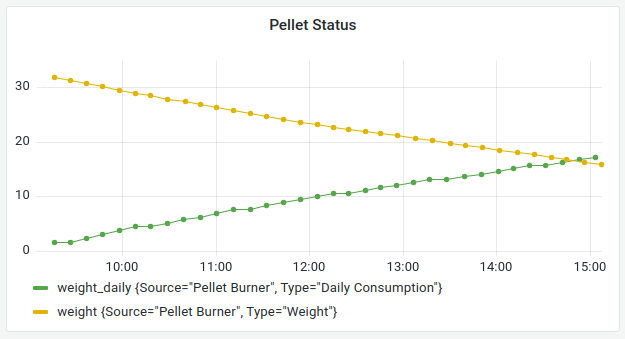 Pellet Status
30
20
10
0
10:00 11:00 12:00 13:00 14:00 15:00
weight_daily {Source="Pellet Burner", Type="Daily Consumption"}
weight {Source="Pellet Burner", Type="Weight"}